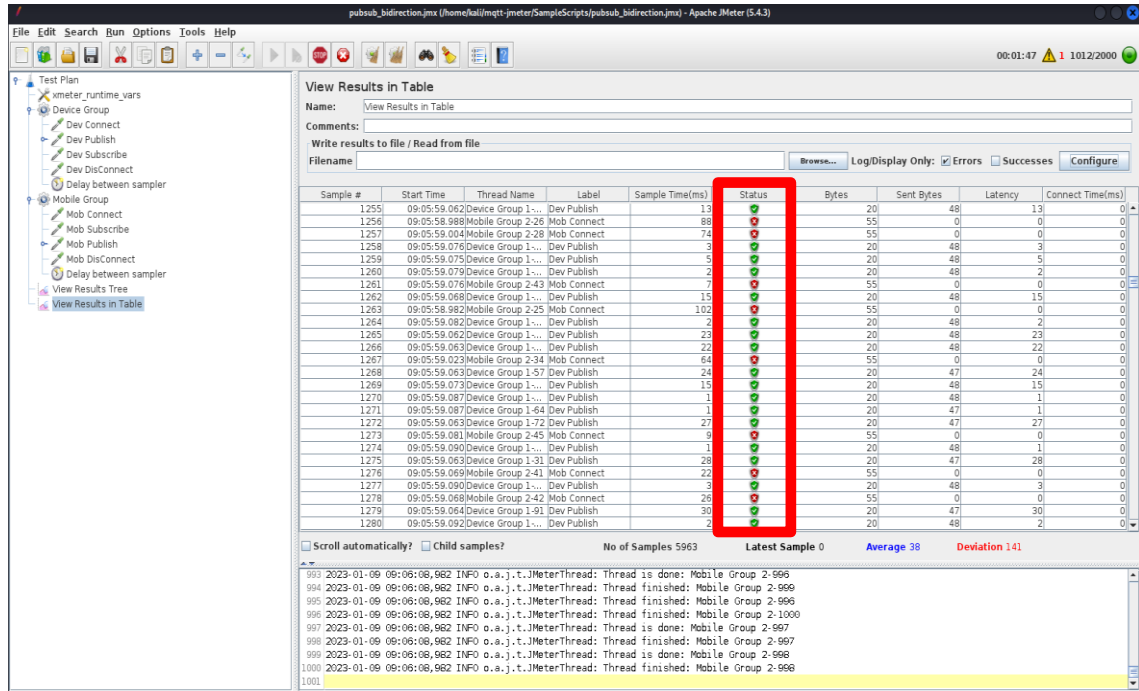 pubsub_bidirection.jmx (/home/kali/mqtt-jmeter/SampleScripts/pubsub_bidirection.jmx) - Apache JMeter (5.4.3)
File Edit Search Run Options Tools Help
00:01:47 1 1012/2000
Test Plan
xmeter_runtime_vars
Device Group
Dev Connect
Dev Publish
Dev Subscribe
Dev DisConnect
Delay between sampler
Mobile Group
Mob Connect
Mob Subscribe
Mob Publish
Mob DisConnect
Delay between sampler
View Results Tree
View Results in Table
View Results in Table
Name: View Results in Table
Comments:
Write results to file / Read from file
Filename Browse... Log/Display Only: Errors Successes Configure
Sample # Start Time Thread Name Label Sample Time(ms) Status Bytes Sent Bytes Latency Connect Time(ms)
1255 09:05:59.062 Device Group 1-... Dev Publish 13 20 48 13 0
1256 09:05:58.988 Mobile Group 2-26 Mob Connect 88 55 0 0 0
1257 09:05:59.004 Mobile Group 2-28 Mob Connect 74 55 0 0 0
1258 09:05:59.076 Device Group 1-... Dev Publish 3 20 48 3 0
1259 09:05:59.075 Device Group 1-... Dev Publish 5 20 48 5 0
1260 09:05:59.079 Device Group 1-... Dev Publish 2 20 48 2 0
1261 09:05:59.076 Mobile Group 2-43 Mob Connect 7 55 0 0 0
1262 09:05:59.068 Device Group 1-... Dev Publish 15 20 48 15 0
1263 09:05:58.982 Mobile Group 2-25 Mob Connect 102 55 0 0 0
1264 09:05:59.082 Device Group 1-... Dev Publish 2 20 48 2 0
1265 09:05:59.062 Device Group 1-... Dev Publish 23 20 48 23 0
1266 09:05:59.063 Device Group 1-... Dev Publish 22 20 48 22 0
1267 09:05:59.023 Mobile Group 2-34 Mob Connect 64 55 0 0 0
1268 09:05:59.063 Device Group 1-57 Dev Publish 24 20 47 24 0
1269 09:05:59.073 Device Group 1-... Dev Publish 15 20 48 15 0
1270 09:05:59.087 Device Group 1-... Dev Publish 1 20 48 1 0
1271 09:05:59.087 Device Group 1-64 Dev Publish 1 20 47 1 0
1272 09:05:59.063 Device Group 1-72 Dev Publish 27 20 47 27 0
1273 09:05:59.081 Mobile Group 2-45 Mob Connect 9 55 0 0 0
1274 09:05:59.090 Device Group 1-... Dev Publish 1 20 48 1 0
1275 09:05:59.063 Device Group 1-31 Dev Publish 28 20 47 28 0
1276 09:05:59.069 Mobile Group 2-41 Mob Connect 22 55 0 0 0
1277 09:05:59.090 Device Group 1-... Dev Publish 3 20 48 3 0
1278 09:05:59.068 Mobile Group 2-42 Mob Connect 26 55 0 0 0
1279 09:05:59.064 Device Group 1-91 Dev Publish 30 20 47 30 0
1280 09:05:59.092 Device Group 1-... Dev Publish 2 20 48 2 0
Scroll automatically? Child samples? No of Samples 5963 Latest Sample 0 Average 38 Deviation 141
993 2023-01-09 09:06:08,982 INFO o.a.j.t.JMeterThread: Thread is done: Mobile Group 2-996
994 2023-01-09 09:06:08,982 INFO o.a.j.t.JMeterThread: Thread finished: Mobile Group 2-999
995 2023-01-09 09:06:08,982 INFO o.a.j.t.JMeterThread: Thread finished: Mobile Group 2-996
996 2023-01-09 09:06:08,982 INFO o.a.j.t.JMeterThread: Thread finished: Mobile Group 2-1000
997 2023-01-09 09:06:08,982 INFO o.a.j.t.JMeterThread: Thread is done: Mobile Group 2-997
998 2023-01-09 09:06:08,982 INFO o.a.j.t.JMeterThread: Thread finished: Mobile Group 2-997
999 2023-01-09 09:06:08,982 INFO o.a.j.t.JMeterThread: Thread is done: Mobile Group 2-998
1000 2023-01-09 09:06:08,982 INFO o.a.j.t.JMeterThread: Thread finished: Mobile Group 2-998
1001